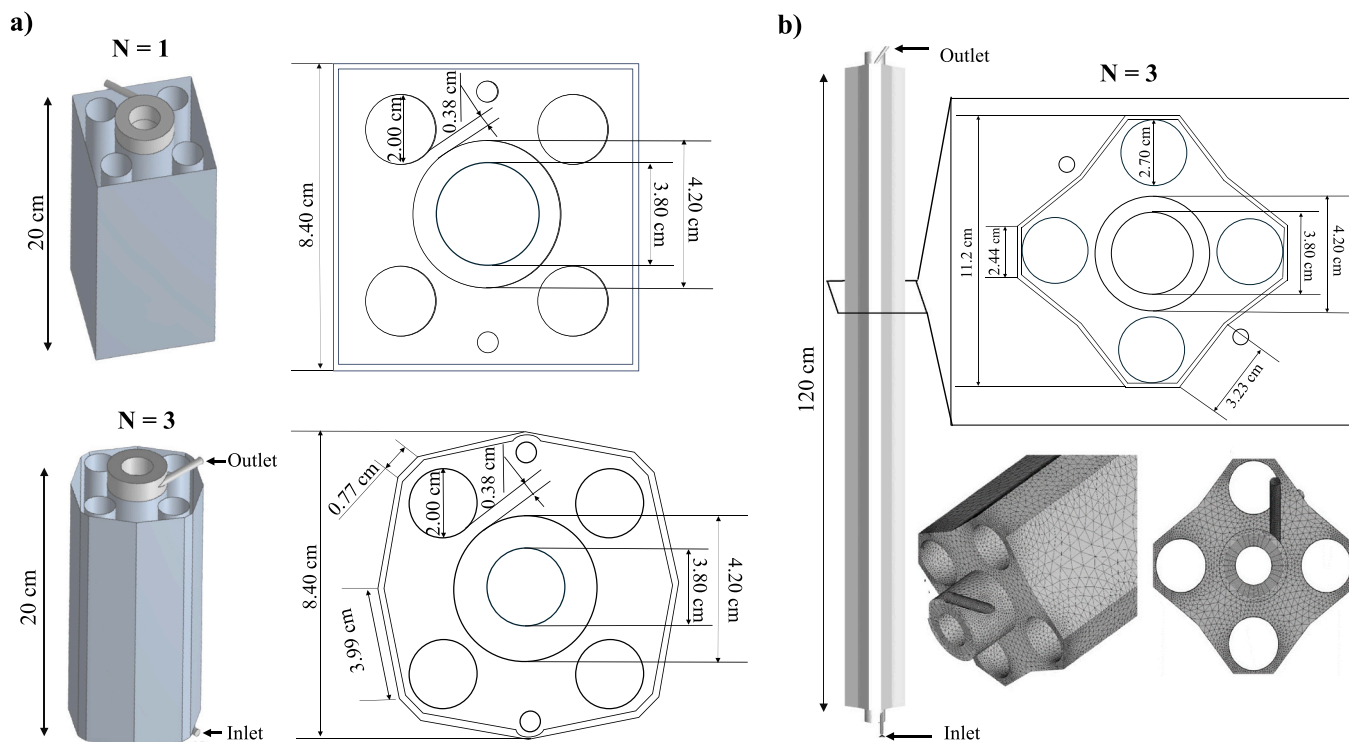 a)
N = 1
20 cm
8.40 cm
2.00 cm
0.38 cm
3.80 cm
4.20 cm
N = 3
Outlet
20 cm
Inlet
0.77 cm
2.00 cm
0.38 cm
8.40 cm
3.99 cm
3.80 cm
4.20 cm
b)
Outlet
N = 3
120 cm
11.2 cm
2.44 cm
2.70 cm
3.80 cm
4.20 cm
3.23 cm
Inlet